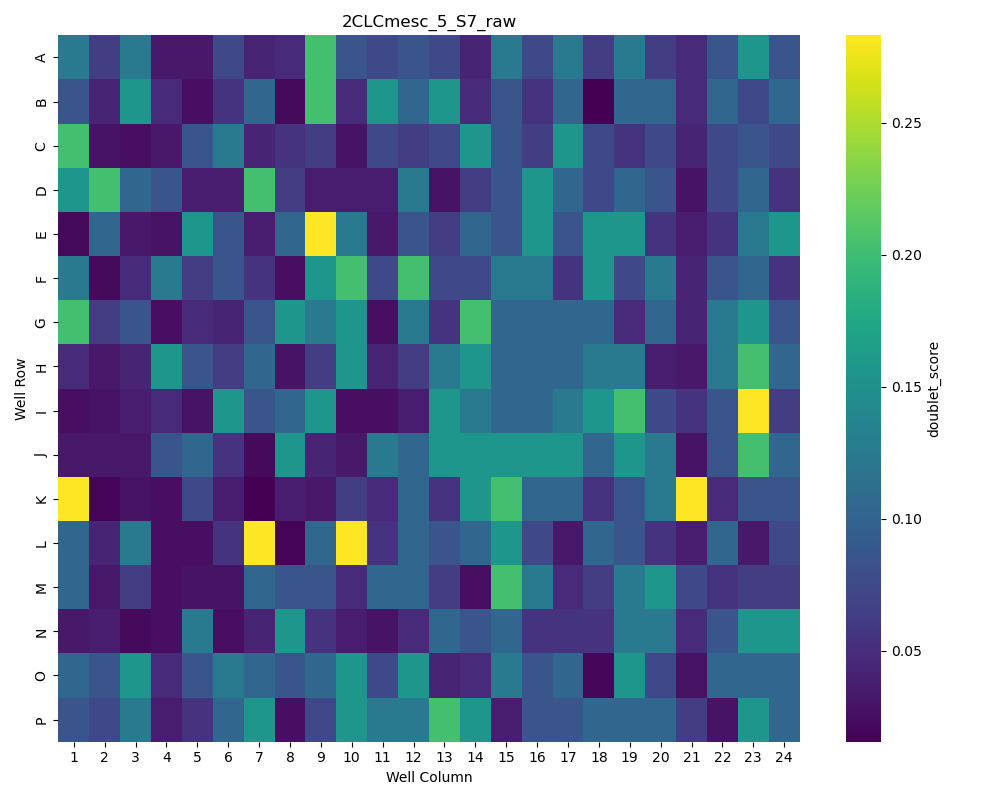 2CLCmesc_5_S7_raw
A
B
C
D
E
F
G
H
I
J
K
L
M
N
O
P
Well Row
1 2 3 4 5 6 7 8 9 10 11 12 13 14 15 16 17 18 19 20 21 22 23 24
Well Column
0.25
0.20
0.15
0.10
0.05
doublet_score